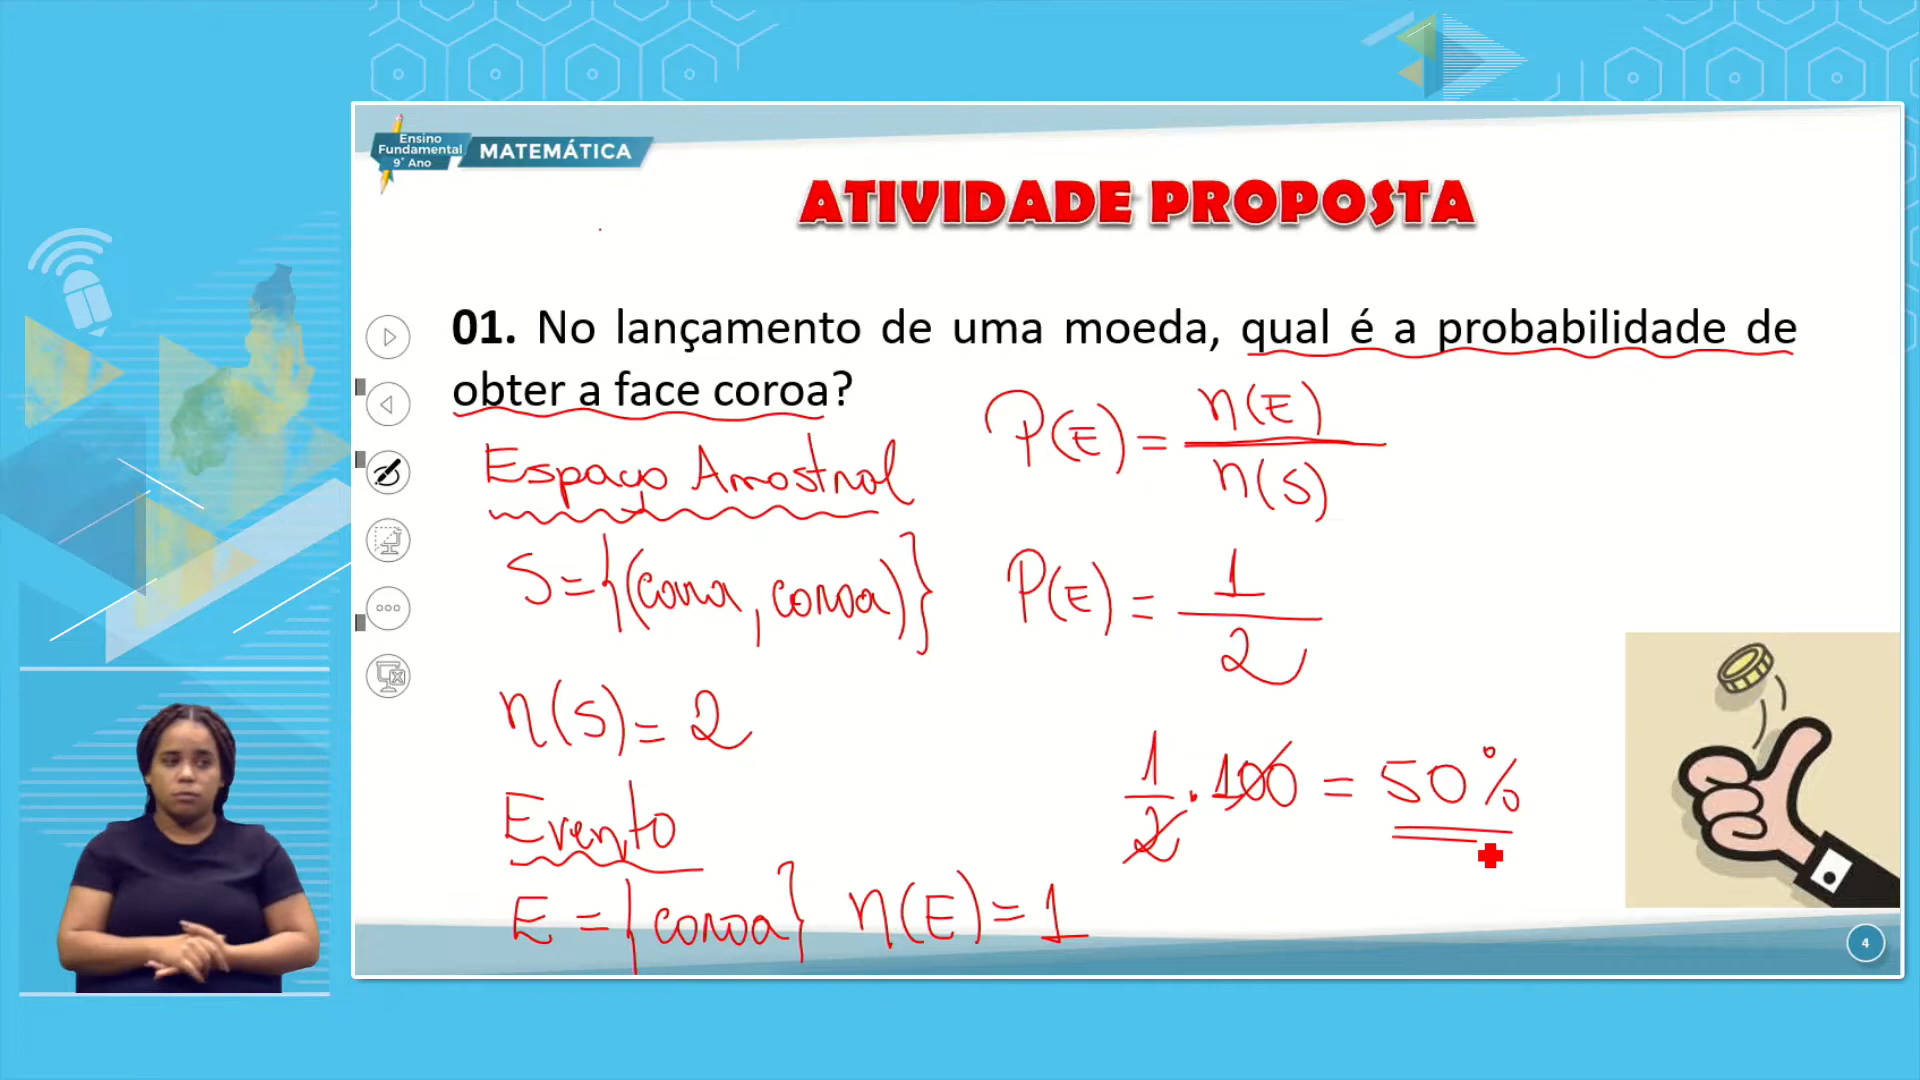 Ensino
Fundamental
9° Ano
MATEMÁTICA
ATIVIDADE PROPOSTA
01. No lançamento de uma moeda, qual é a probabilidade de
obter a face coroa?
P(E) = n(E)/n(S)
Espaço Amostral
S={(cara, coroa)}
P(E) = 1/2
n(S) = 2
1/2 . 100 = 50%
Evento
E = {coroa} n(E) = 1
4